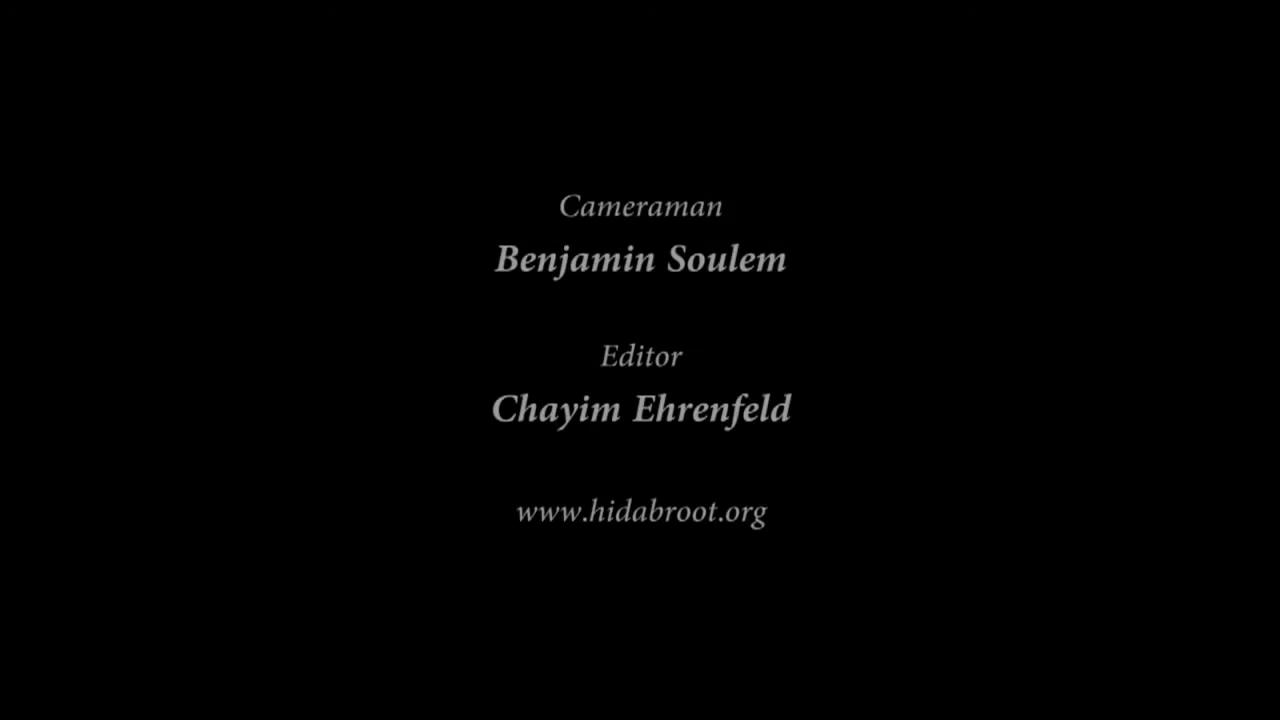 Cameraman
Benjamin Soulem
Editor
Chayim Ehrenfeld
www.hidabroot.org